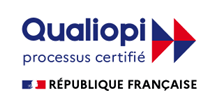 Qualiopi
processus certifié
RÉPUBLIQUE FRANÇAISE